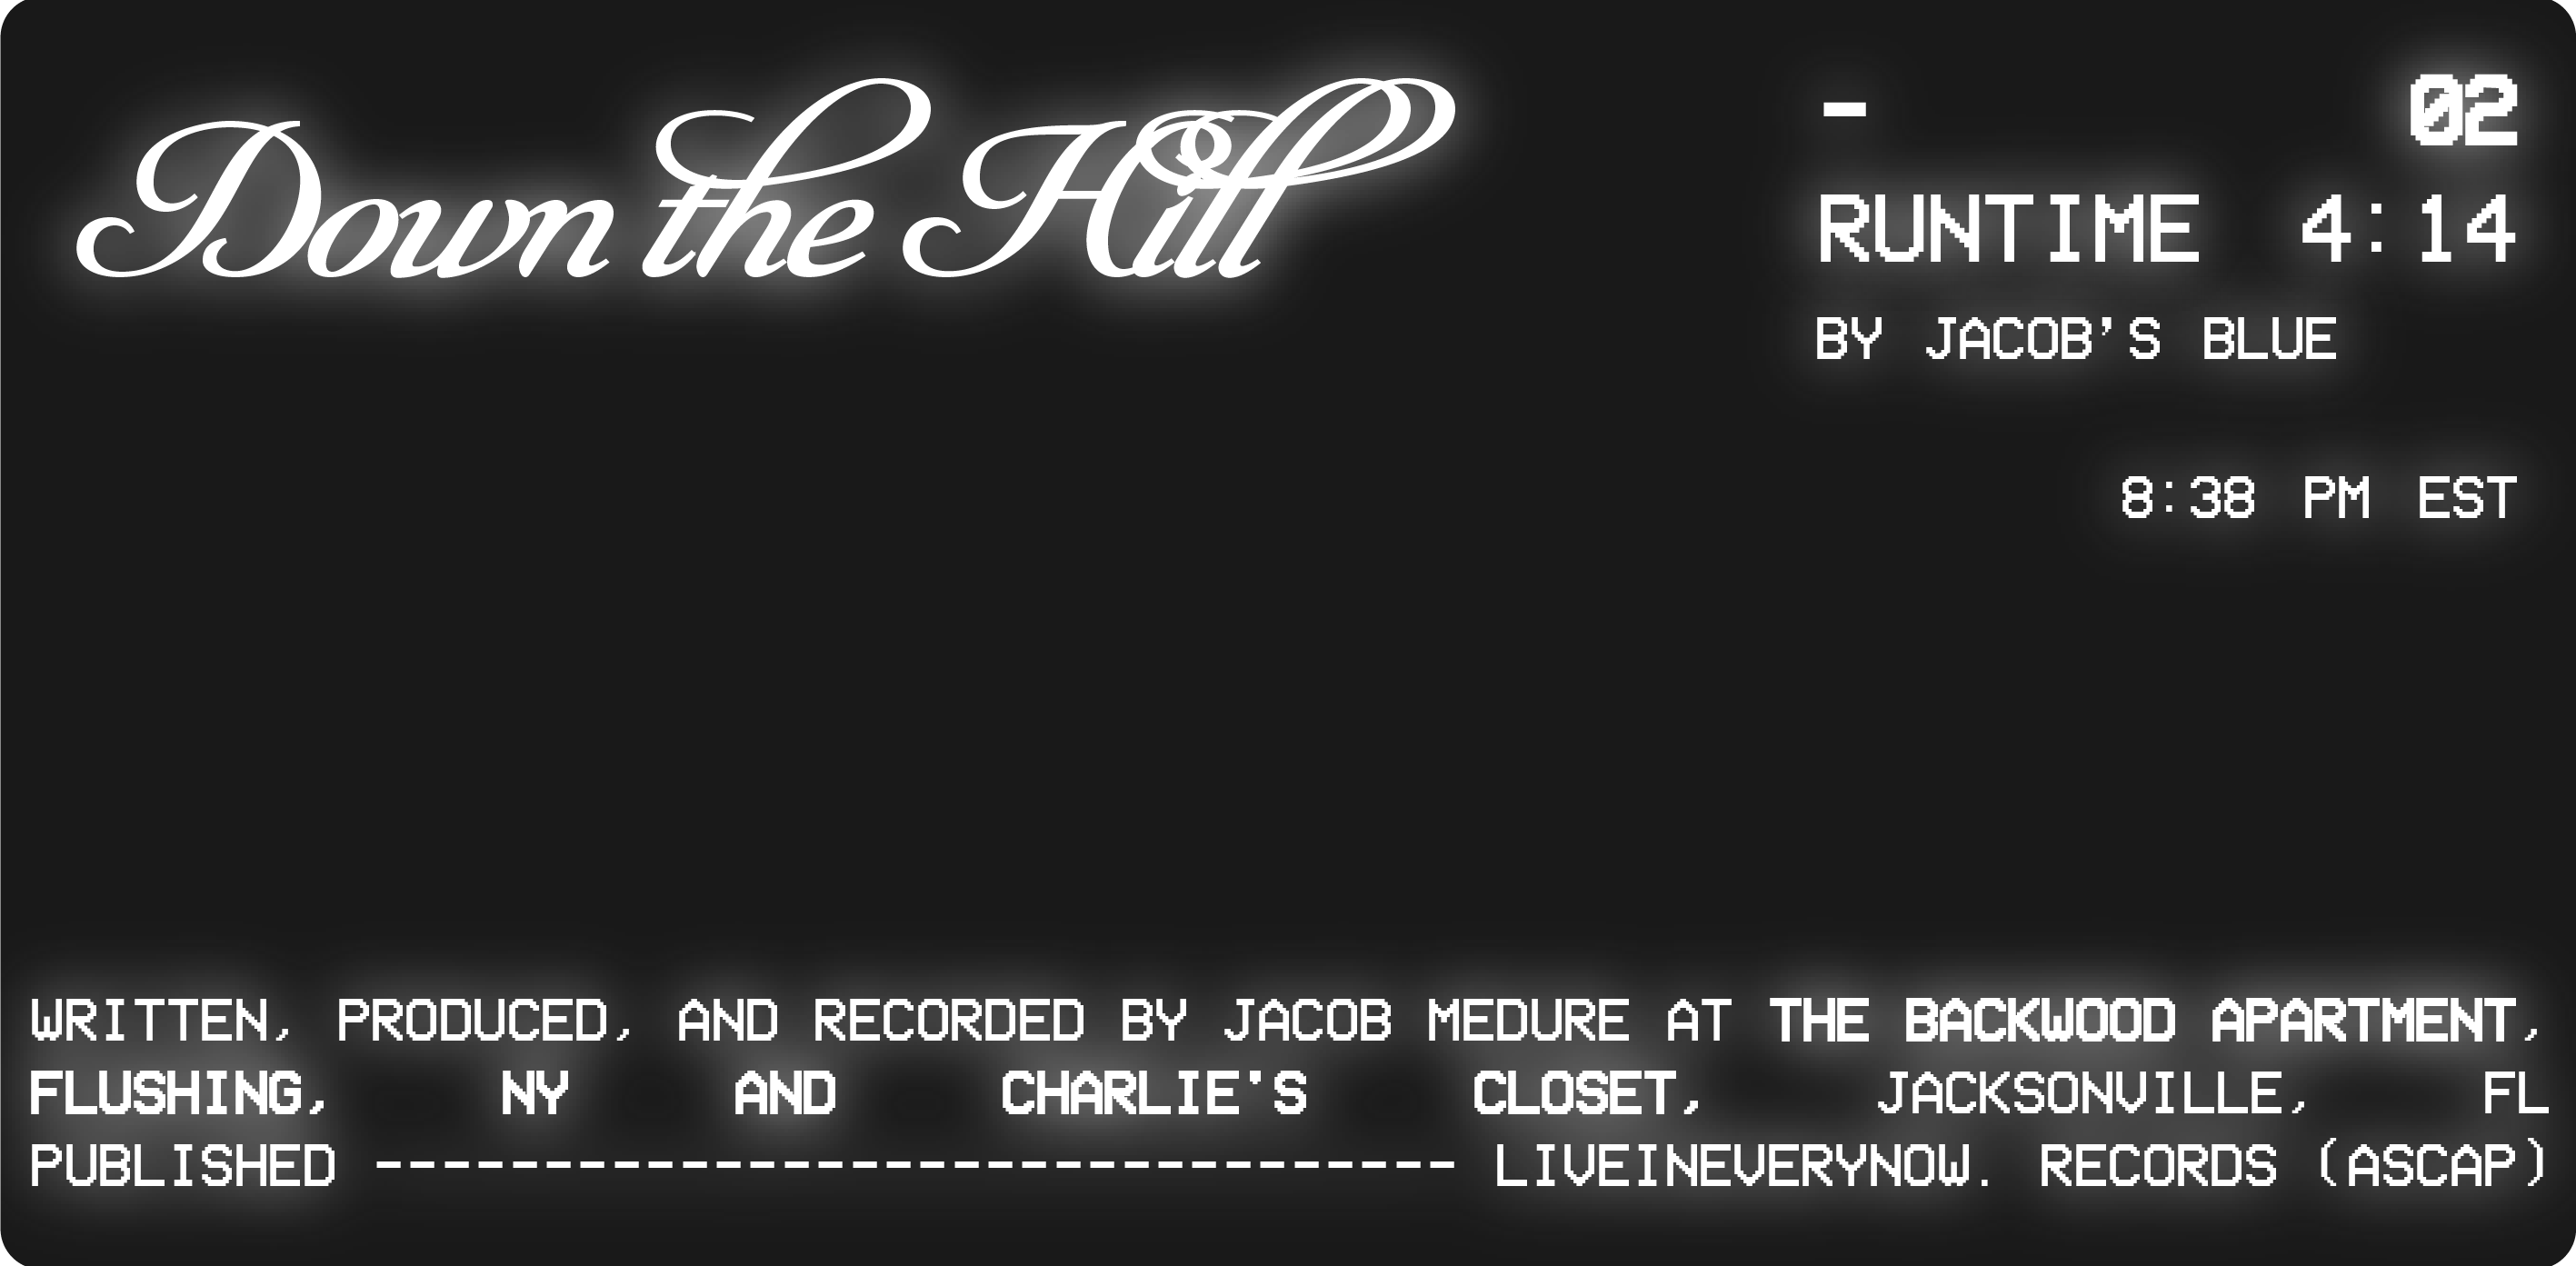 Down the Hill
- 02
RUNTIME 4:14
BY JACOB'S BLUE
8:38 PM EST
WRITTEN, PRODUCED, AND RECORDED BY JACOB MEDURE AT THE BACKWOOD APARTMENT,
FLUSHING, NY AND CHARLIE'S CLOSET, JACKSONVILLE, FL
PUBLISHED -------------------------------- LIVEINEVERYNOW. RECORDS (ASCAP)